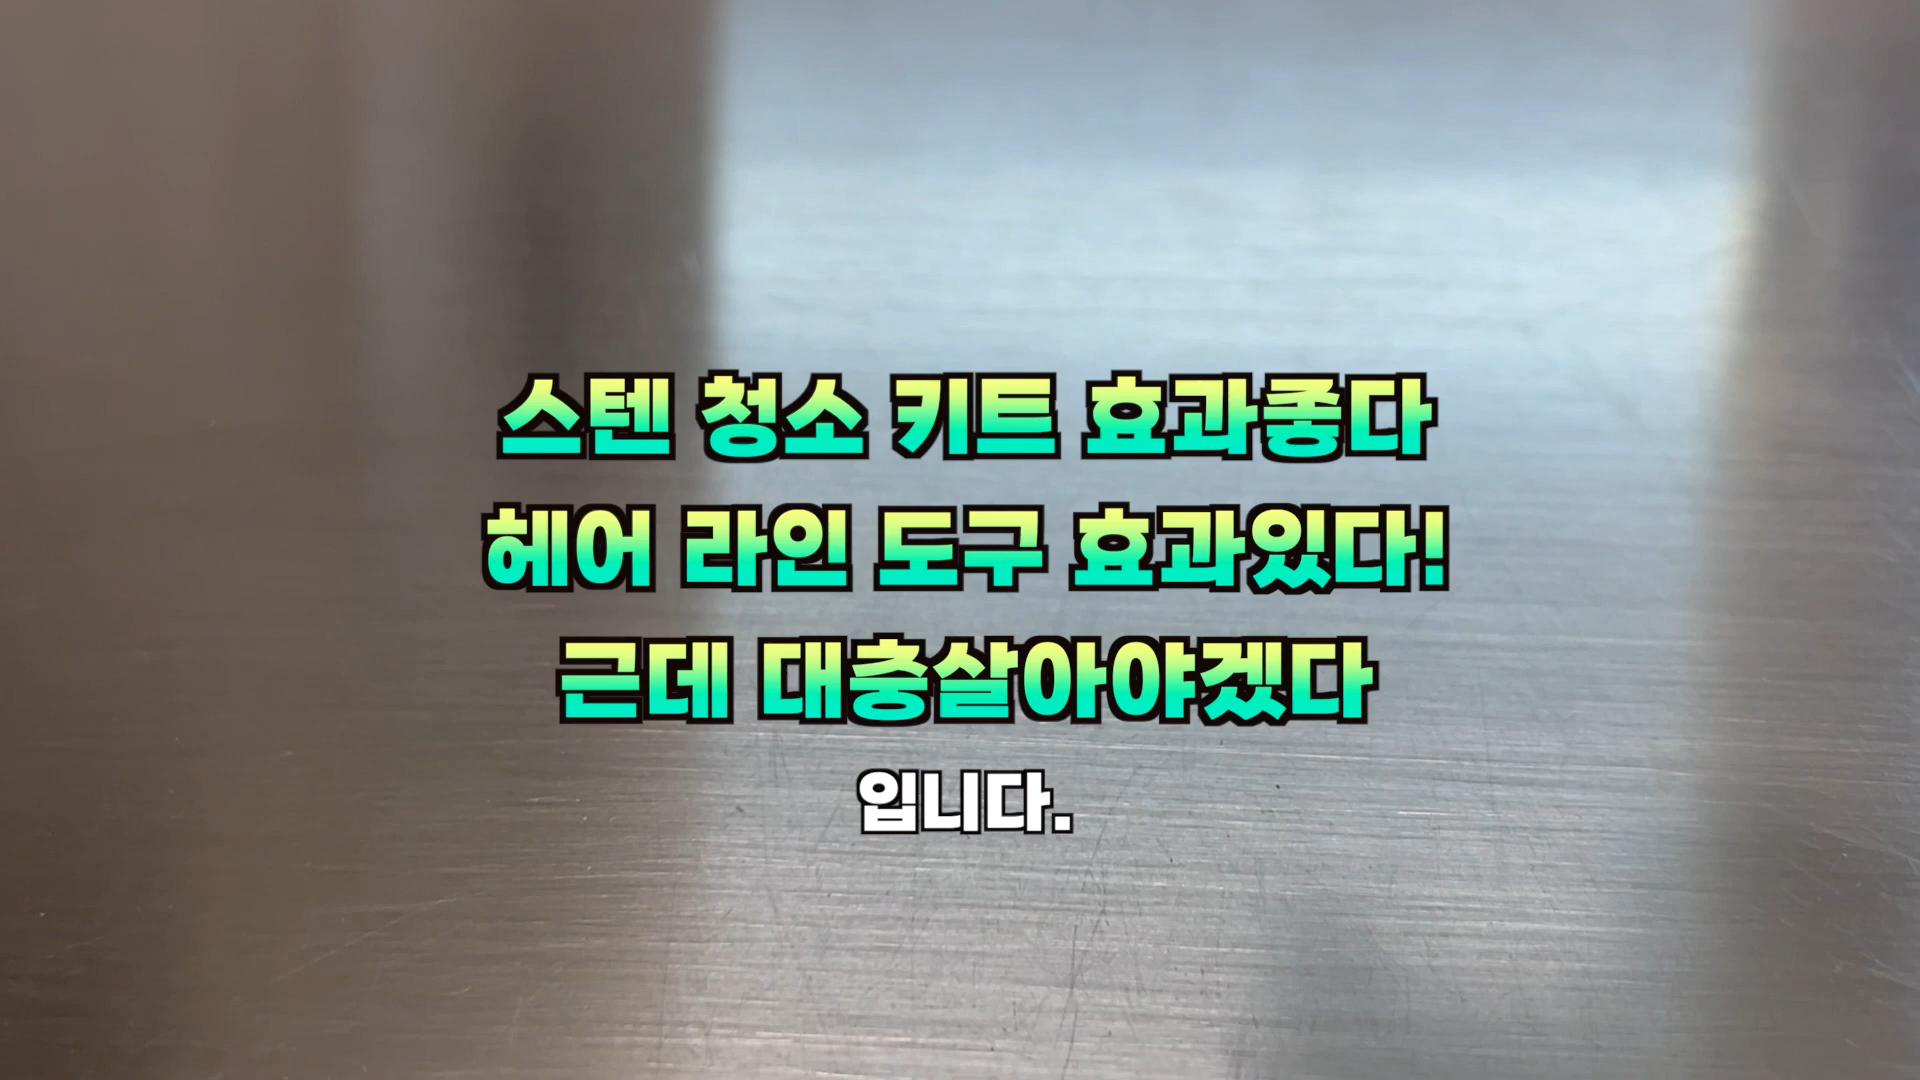 스텐 청소 키트 효과좋다
헤어 라인 도구 효과있다!
근데 대충살아야겠다
입니다.